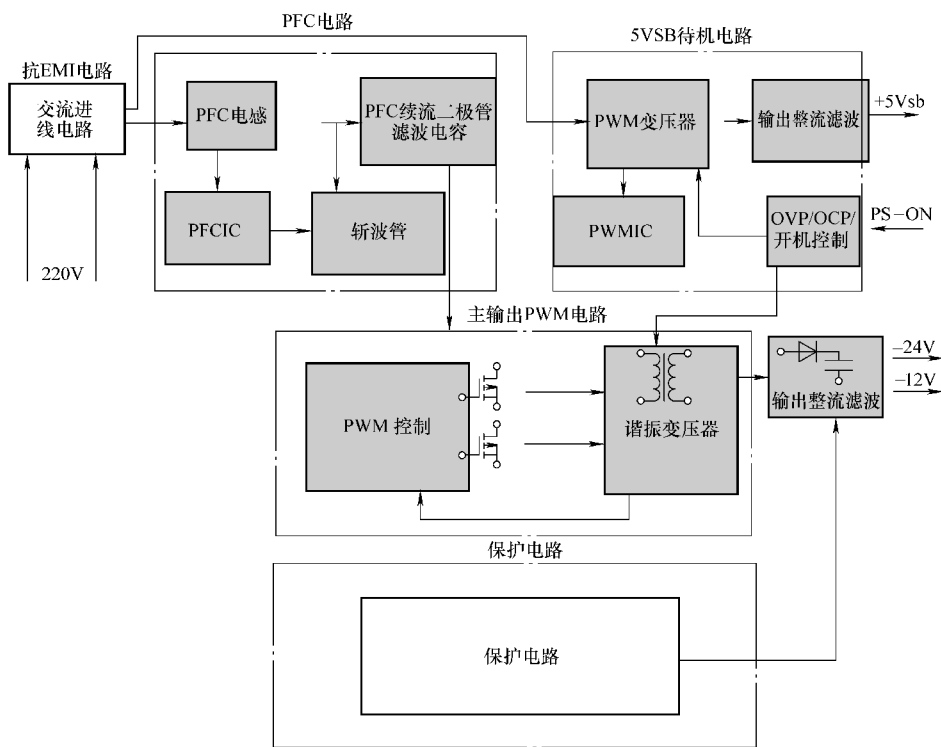 PFC电路
5VSB待机电路
抗EMI电路
交流进
线电路
PFC电感
PFC续流二极管
滤波电容
PWM变压器
输出整流滤波
+5Vsb
PFCIC
斩波管
PWMIC
OVP/OCP/
开机控制
PS-ON
220V
主输出PWM电路
PWM 控制
谐振变压器
输出整流滤波
-24V
-12V
保护电路
保护电路